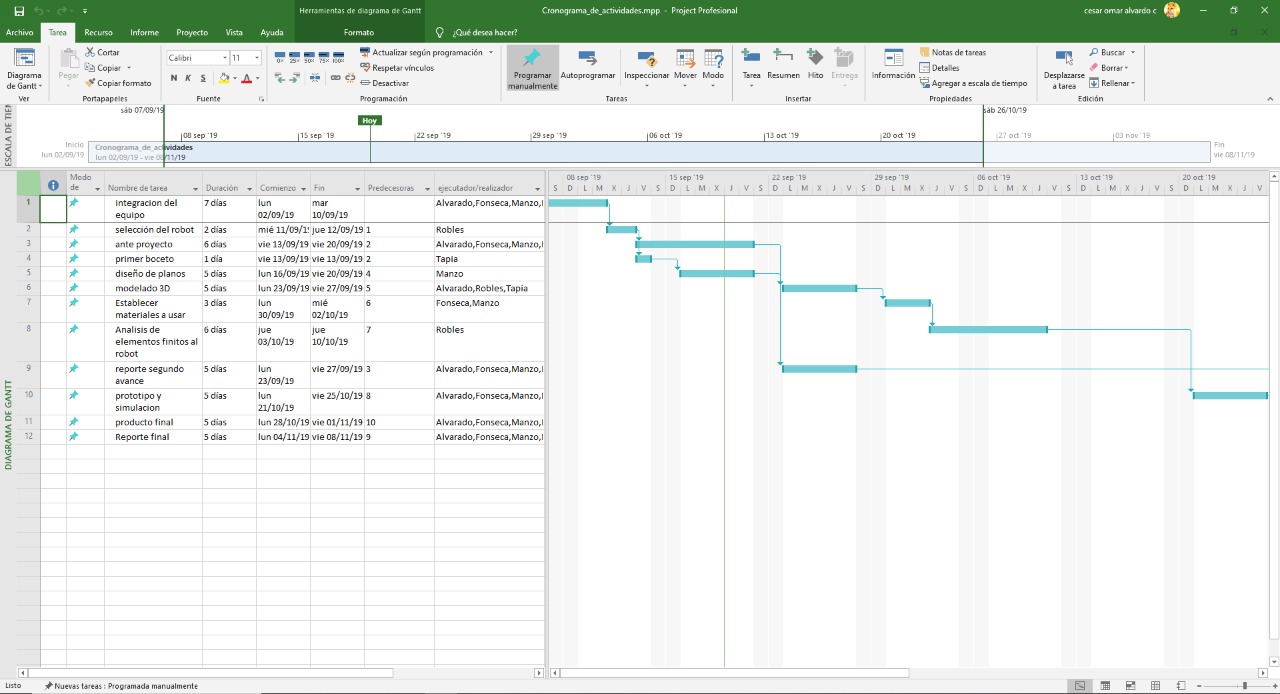 Herramientas de diagrama de Gantt
Cronograma_de_actividades.mpp - Project Profesional
cesar omar alvardo c
Archivo Tarea Recurso Informe Proyecto Vista Ayuda Formato ¿Qué desea hacer?
Diagrama de Gantt
Ver
Pegar
Cortar
Copiar
Copiar formato
Portapapeles
Calibri 11
N K S
Fuente
0% 25% 50% 75% 100%
Actualizar según programación
Respetar vínculos
Desactivar
Programación
Programar manualmente
Autoprogramar
Inspeccionar
Mover
Modo
Tareas
Tarea
Resumen
Hito
Entrega
Insertar
Información
Notas de tareas
Detalles
Agregar a escala de tiempo
Propiedades
Desplazarse a tarea
Buscar
Borrar
Rellenar
Edición
sáb 07/09/19
sáb 26/10/19
Hoy
08 sep '19 15 sep '19 22 sep '19 29 sep '19 06 oct '19 13 oct '19 20 oct '19 27 oct '19 03 nov '19
Inicio
lun 02/09/19
Cronograma_de_actividades
lun 02/09/19 - vie 08/11/19
Fin
vie 08/11/19
Modo de
Nombre de tarea Duración Comienzo Fin Predecesoras ejecutador/realizador
08 sep '19 15 sep '19 22 sep '19 29 sep '19 06 oct '19 13 oct '19 20 oct '19
S D L M X J V S D L M X J V S D L M X J V S D L M X J V S D L M X J V S D L M X J V S D L M X J V
1 integracion del equipo 7 días lun 02/09/19 mar 10/09/19 Alvarado,Fonseca,Manzo,
2 selección del robot 2 días mié 11/09/1 jue 12/09/19 1 Robles
3 ante proyecto 6 días vie 13/09/19 vie 20/09/19 2 Alvarado,Fonseca,Manzo,
4 primer boceto 1 día vie 13/09/19 vie 13/09/19 2 Tapia
5 diseño de planos 5 días lun 16/09/19 vie 20/09/19 4 Manzo
6 modelado 3D 5 días lun 23/09/19 vie 27/09/19 5 Alvarado,Robles,Tapia
7 Establecer materiales a usar 3 días lun 30/09/19 mié 02/10/19 6 Fonseca,Manzo
8 Analisis de elementos finitos al robot 6 días jue 03/10/19 jue 10/10/19 7 Robles
9 reporte segundo avance 5 días lun 23/09/19 vie 27/09/19 3 Alvarado,Fonseca,Manzo,
10 prototipo y simulacion 5 días lun 21/10/19 vie 25/10/19 8 Alvarado,Fonseca,Manzo,
11 producto final 5 días lun 28/10/19 vie 01/11/19 10 Alvarado,Fonseca,Manzo,
12 Reporte final 5 días lun 04/11/19 vie 08/11/19 9 Alvarado,Fonseca,Manzo,
DIAGRAMA DE GANTT
Listo
Nuevas tareas : Programada manualmente